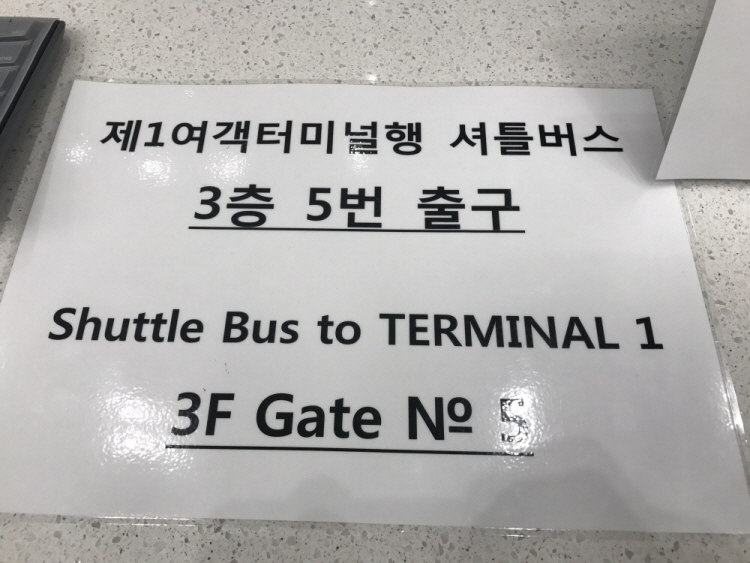 제1여객터미널행 셔틀버스
3층 5번 출구
Shuttle Bus to TERMINAL 1
3F Gate № 5